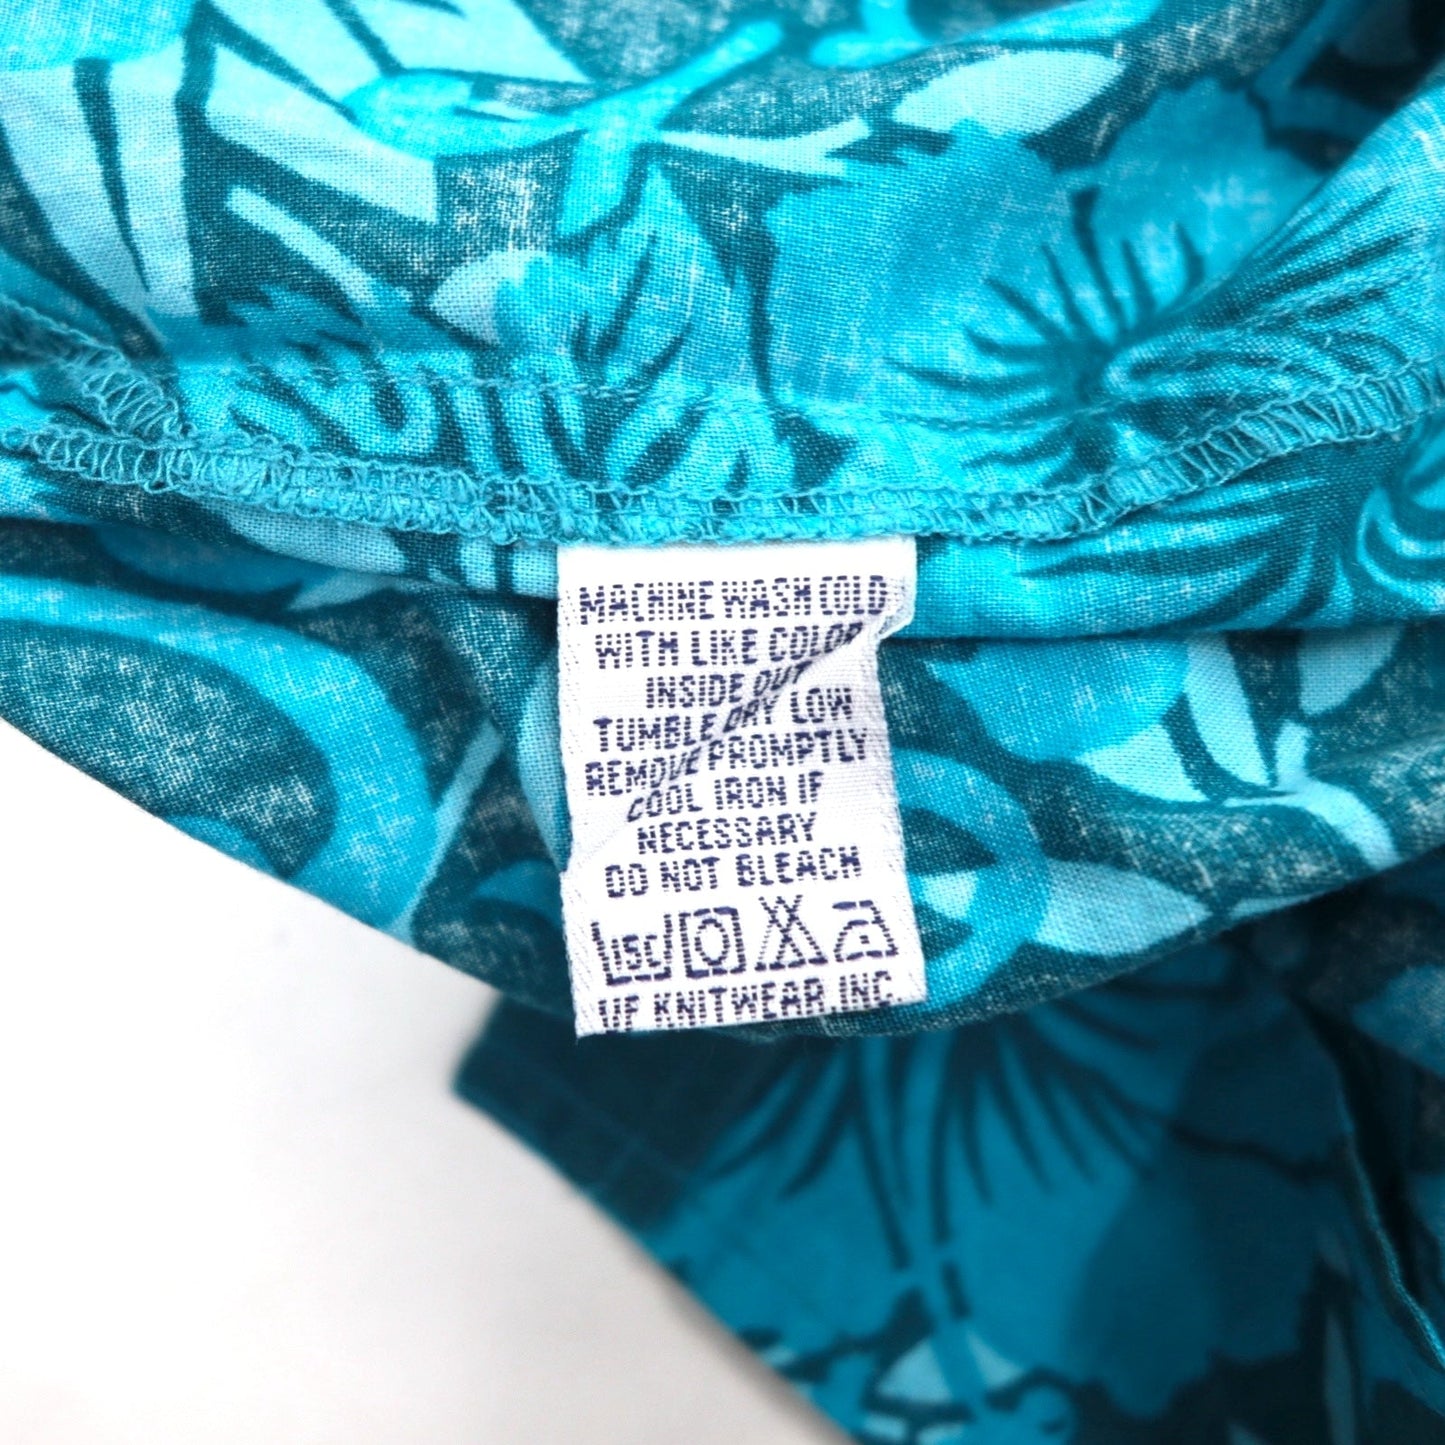 MACHINE WASH COLD
WITH LIKE COLOR
INSIDE OUT
TUMBLE DRY LOW
REMOVE PROMPTLY
COOL IRON IF
NECESSARY
DO NOT BLEACH
15C
V/F KNITWEAR, INC.